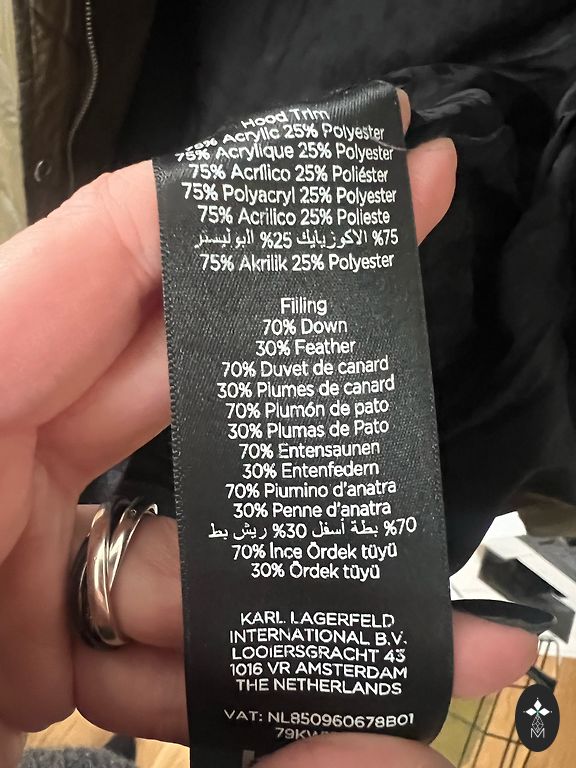 Hood Trim
75% Acrylic 25% Polyester
75% Acrylique 25% Polyester
75% Acrílico 25% Poliéster
75% Polyacryl 25% Polyester
75% Acrilico 25% Polieste
75% الاكوزيايك 25% البوليستر
75% Akrilik 25% Polyester
Filling
70% Down
30% Feather
70% Duvet de canard
30% Plumes de canard
70% Plumón de pato
30% Plumas de Pato
70% Entensaunen
30% Entenfedern
70% Piumino d'anatra
30% Penne d'anatra
70% بطة أسفل 30% ريش بط
70% İnce Ördek tüyü
30% Ördek tüyü
KARL LAGERFELD
INTERNATIONAL B.V.
LOOIERSGRACHT 43
1016 VR AMSTERDAM
THE NETHERLANDS
VAT: NL850960678B01
M